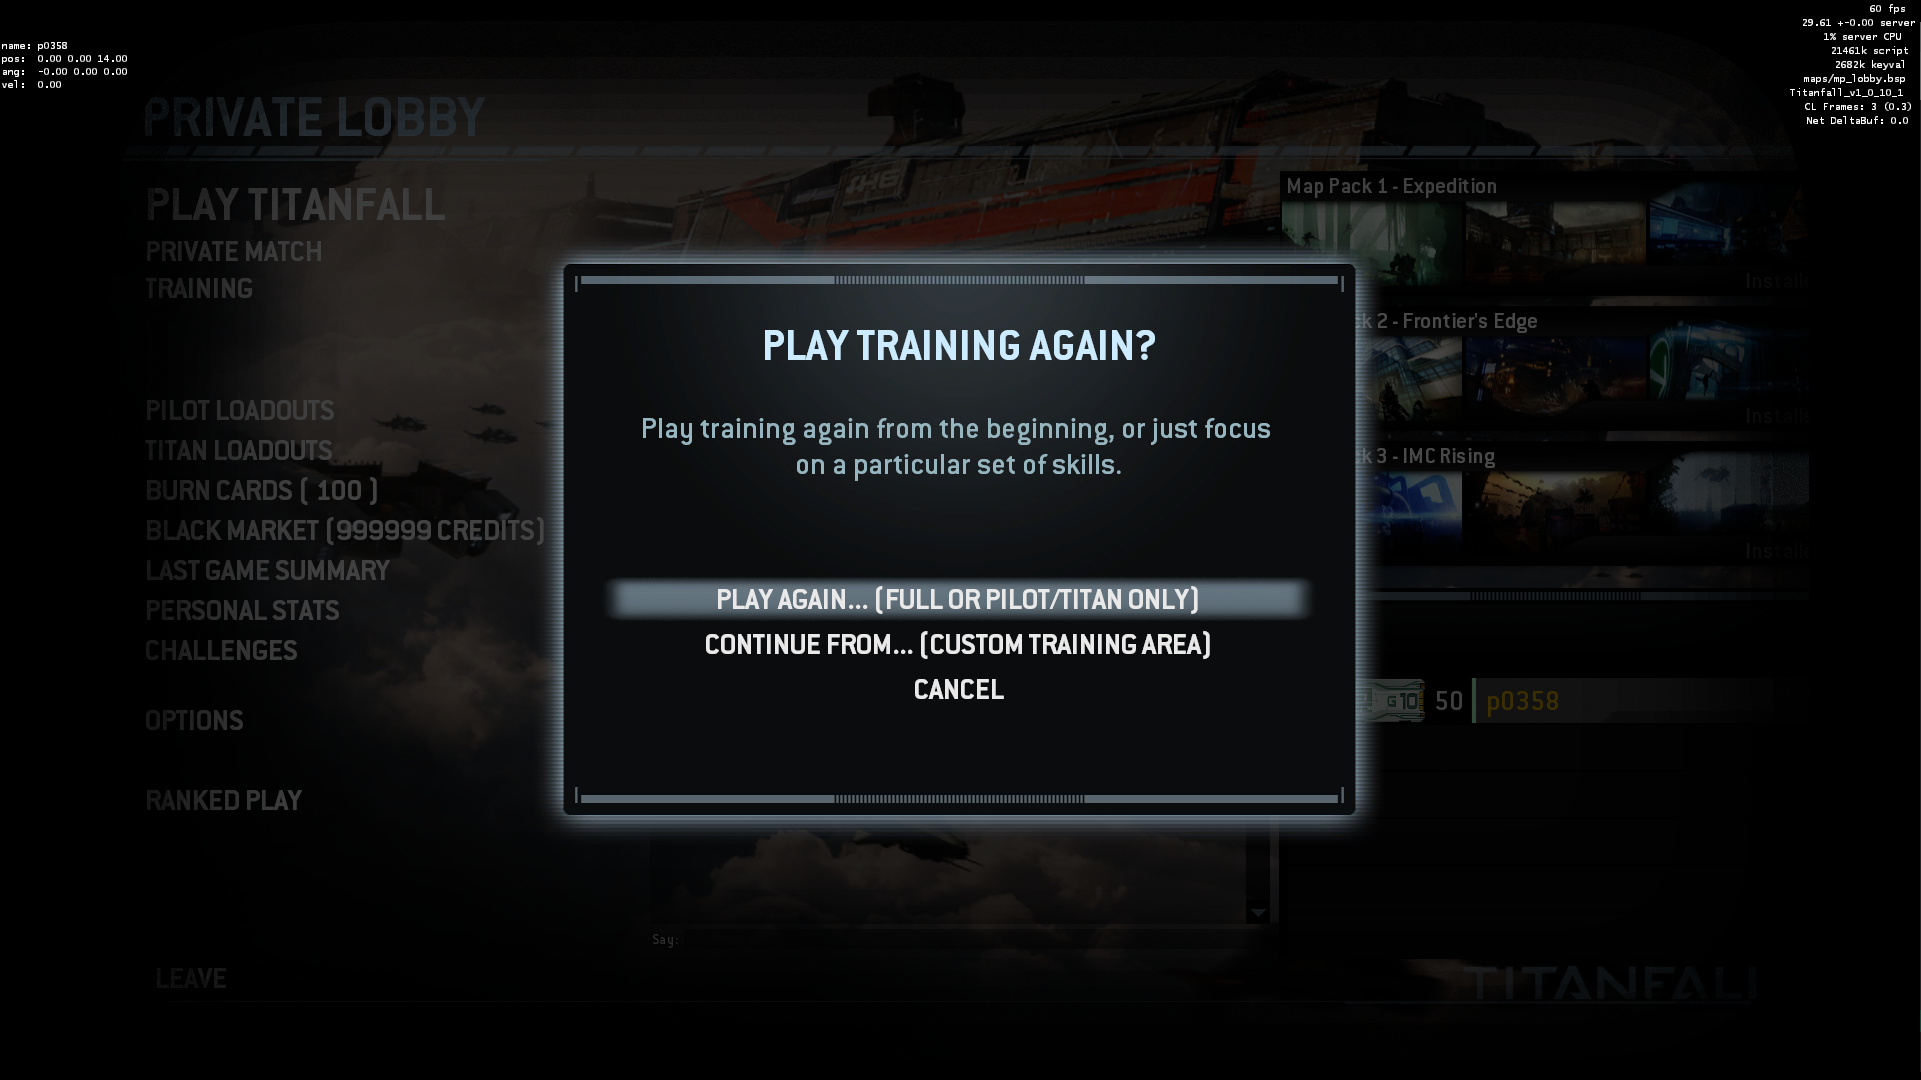 name: p0358
pos: 0.00 0.00 14.00
ang: -0.00 0.00 0.00
vel: 0.00
60 fps
29.61 +-0.00 server
1% server CPU
21461k script
2682k keyval
maps/mp_lobby.bsp
Titanfall_v1_0_10_1
CL Frames: 3 (0.3)
Net DeltaBuf: 0.0
PRIVATE LOBBY
PLAY TITANFALL
PRIVATE MATCH
TRAINING
PILOT LOADOUTS
TITAN LOADOUTS
BURN CARDS ( 100 )
BLACK MARKET (999999 CREDITS)
LAST GAME SUMMARY
PERSONAL STATS
CHALLENGES
OPTIONS
RANKED PLAY
LEAVE
PLAY TRAINING AGAIN?
Play training again from the beginning, or just focus
on a particular set of skills.
PLAY AGAIN... (FULL OR PILOT/TITAN ONLY)
CONTINUE FROM... (CUSTOM TRAINING AREA)
CANCEL
Map Pack 1 - Expedition
2 - Frontier's Edge
3 - IMC Rising
G10 50 p0358
Say: